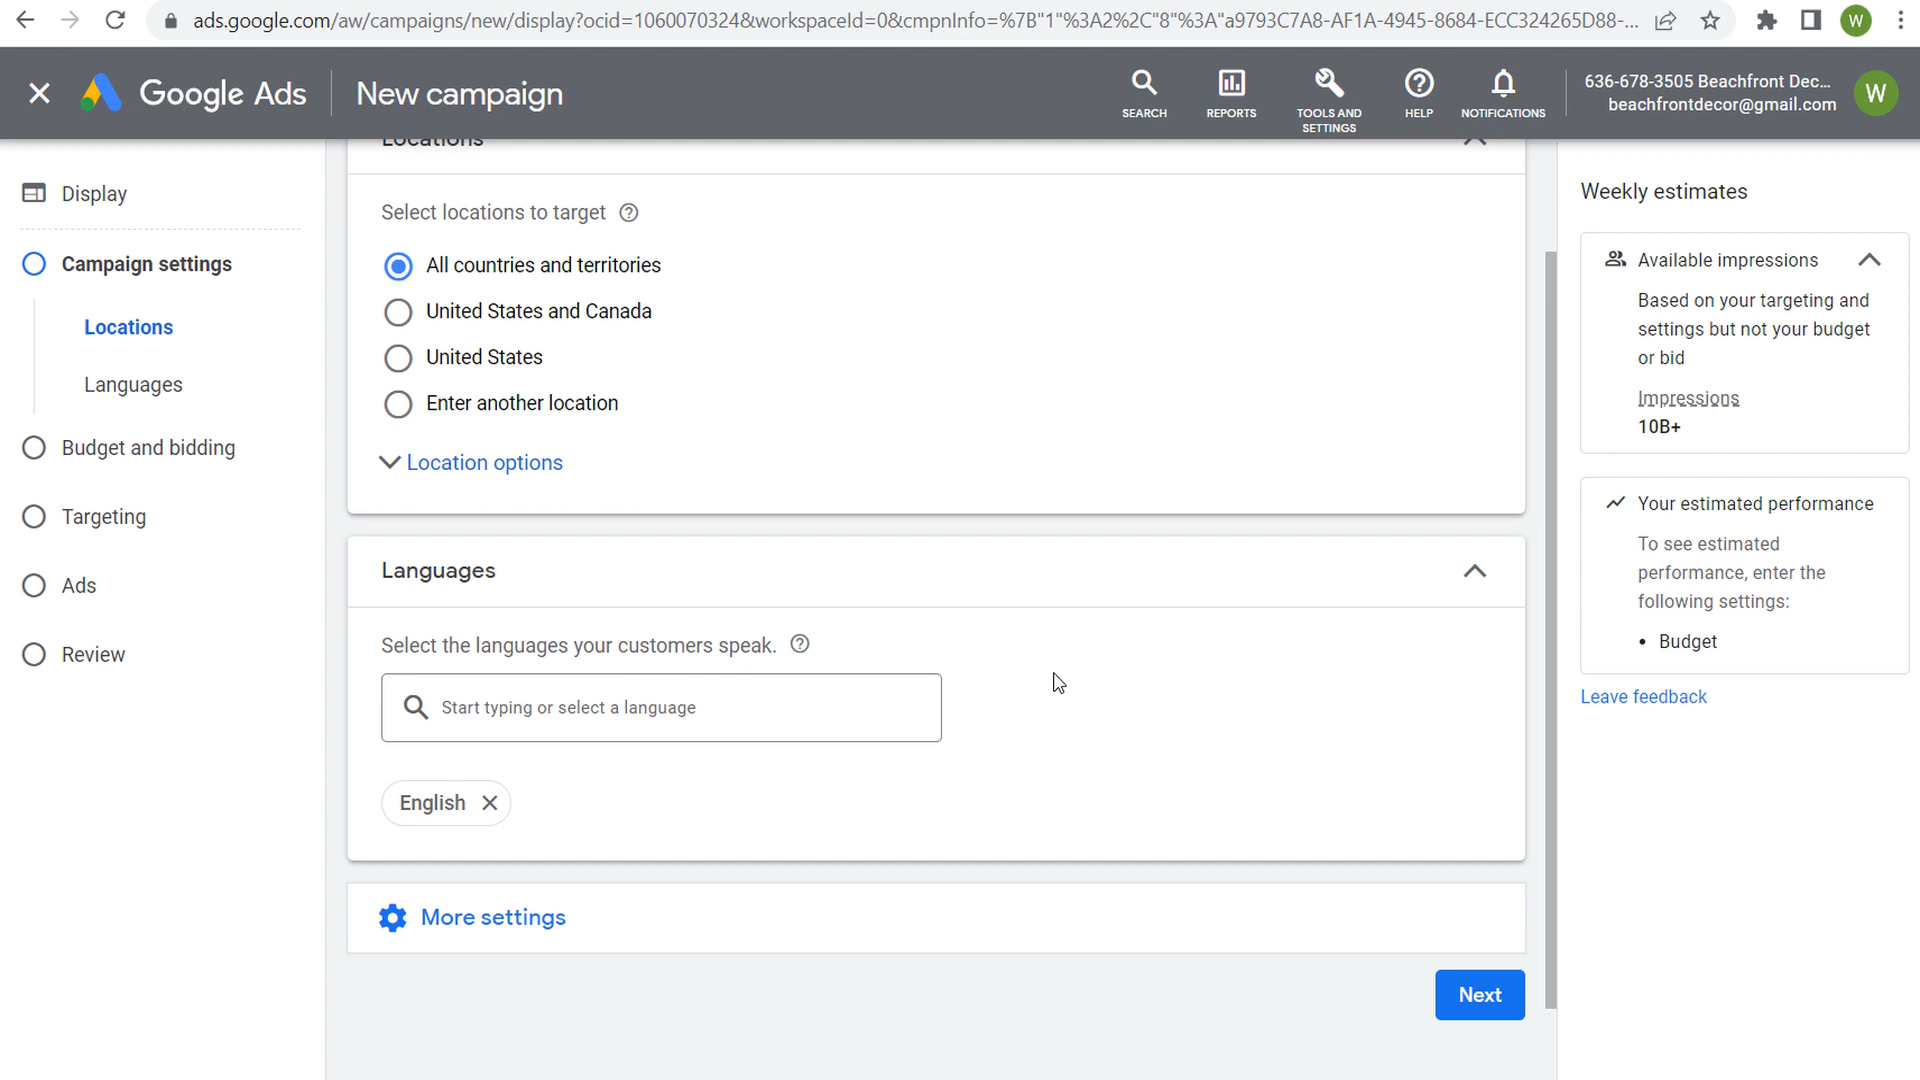 ads.google.com/aw/campaigns/new/display?ocid=1060070324&workspaceId=0&cmpnInfo=%7B"1"%3A2%2C"8"%3A"a9793C7A8-AF1A-4945-8684-ECC324265D88-...
W
Google Ads
New campaign
SEARCH
REPORTS
TOOLS AND
SETTINGS
HELP
NOTIFICATIONS
636-678-3505 Beachfront Dec...
beachfrontdecor@gmail.com
W
Display
Campaign settings
Locations
Languages
Budget and bidding
Targeting
Ads
Review
Locations
Select locations to target
All countries and territories
United States and Canada
United States
Enter another location
Location options
Languages
Select the languages your customers speak.
Start typing or select a language
English
More settings
Next
Weekly estimates
Available impressions
Based on your targeting and
settings but not your budget
or bid
Impressions
10B+
Your estimated performance
To see estimated
performance, enter the
following settings:
• Budget
Leave feedback